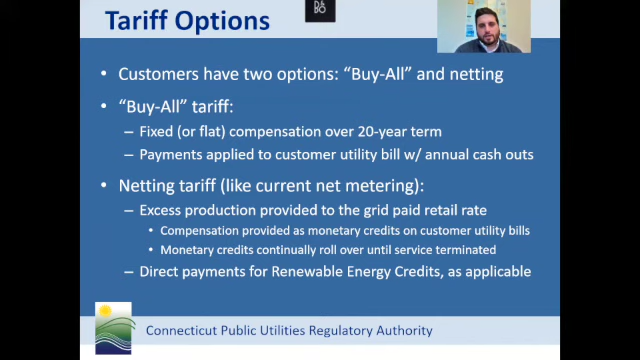 Tariff Options
• Customers have two options: “Buy-All” and netting
• “Buy-All” tariff:
– Fixed (or flat) compensation over 20-year term
– Payments applied to customer utility bill w/ annual cash outs
• Netting tariff (like current net metering):
– Excess production provided to the grid paid retail rate
• Compensation provided as monetary credits on customer utility bills
• Monetary credits continually roll over until service terminated
– Direct payments for Renewable Energy Credits, as applicable
Connecticut Public Utilities Regulatory Authority